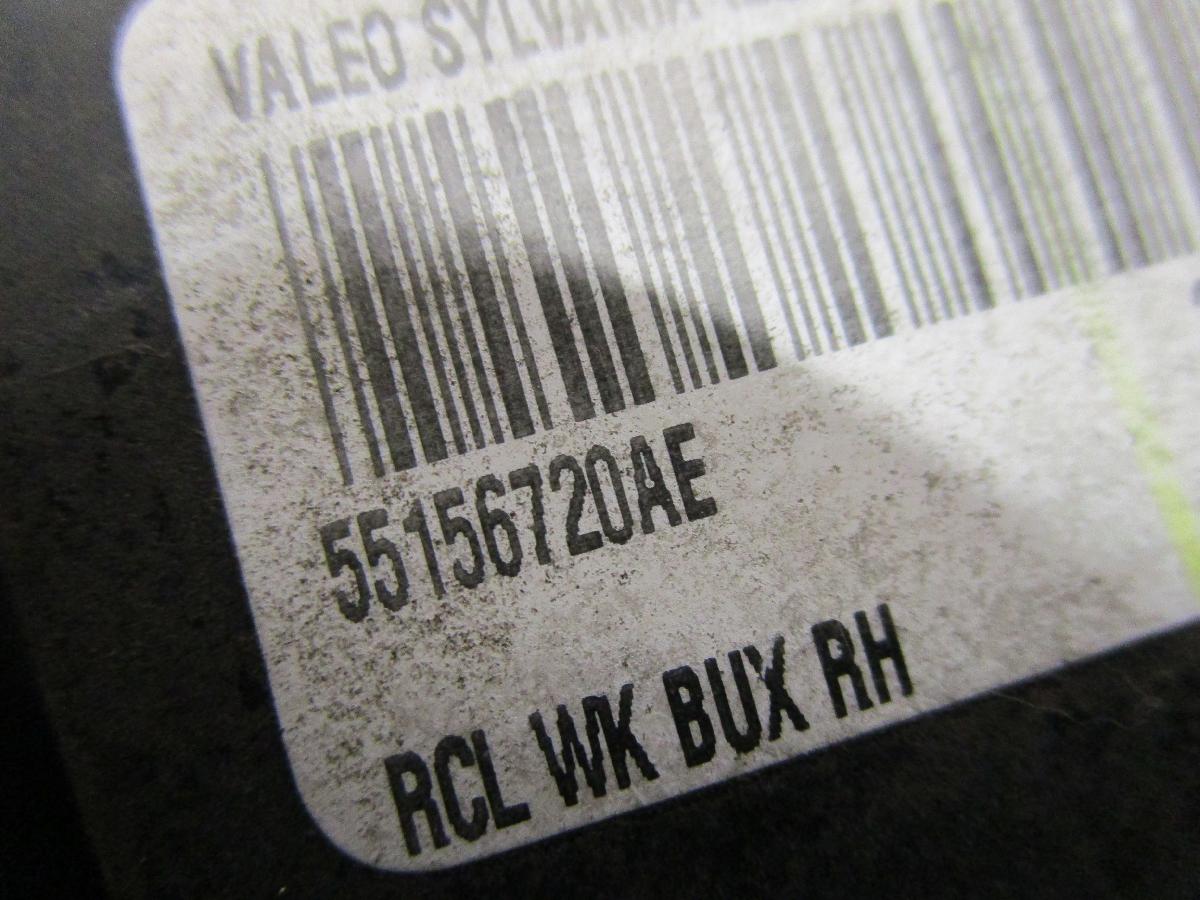 VALEO SYLVANIA
55156720AE
RCL WK BUX RH